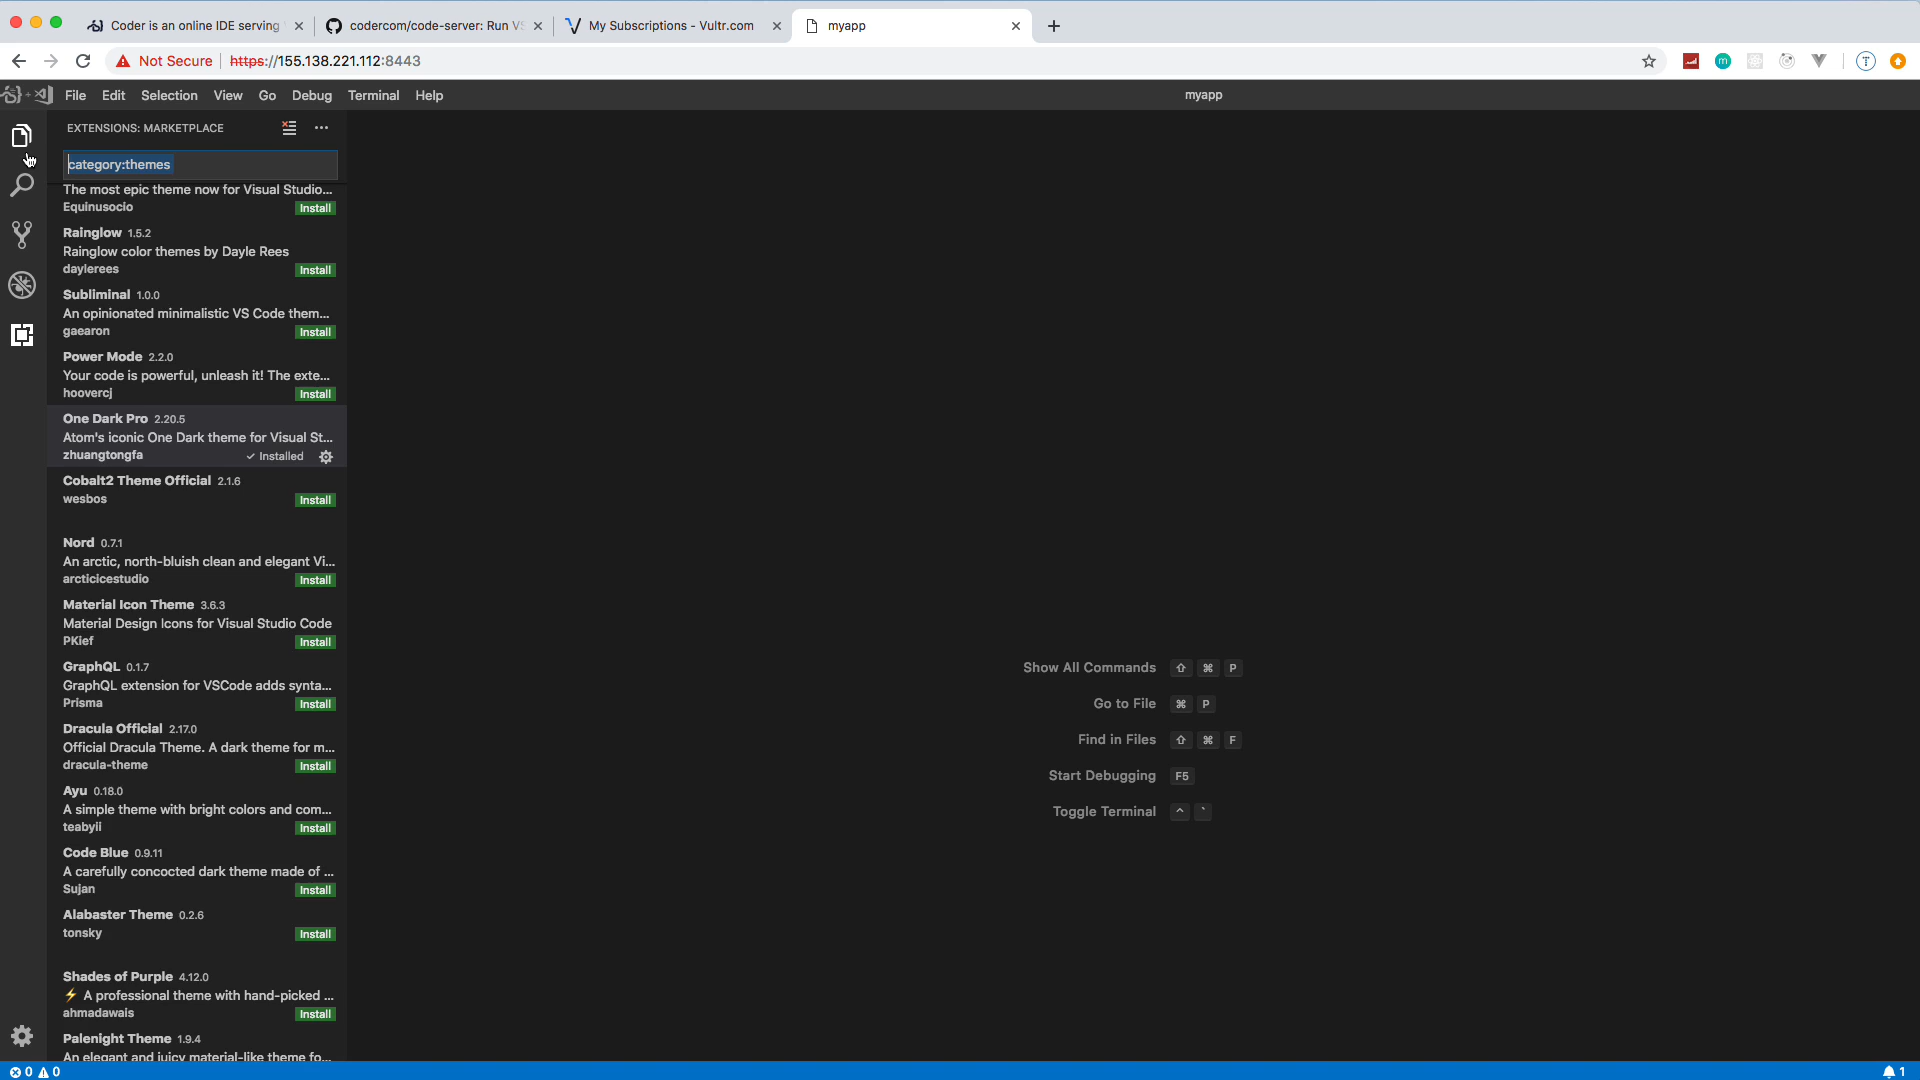 Coder is an online IDE serving
codercom/code-server: Run VS
My Subscriptions - Vultr.com
myapp
Not Secure
https://155.138.221.112:8443
File Edit Selection View Go Debug Terminal Help
myapp
EXTENSIONS: MARKETPLACE
category:themes
The most epic theme now for Visual Studio...
Equinusocio
Install
Rainglow 1.5.2
Rainglow color themes by Dayle Rees
daylerees
Install
Subliminal 1.0.0
An opinionated minimalistic VS Code them...
gaearon
Install
Power Mode 2.2.0
Your code is powerful, unleash it! The exte...
hoovercj
Install
One Dark Pro 2.20.5
Atom's iconic One Dark theme for Visual St...
zhuangtongfa
✓ Installed
Cobalt2 Theme Official 2.1.6
wesbos
Install
Nord 0.7.1
An arctic, north-bluish clean and elegant Vi...
arcticicestudio
Install
Material Icon Theme 3.6.3
Material Design Icons for Visual Studio Code
PKief
Install
GraphQL 0.1.7
GraphQL extension for VSCode adds synta...
Prisma
Install
Dracula Official 2.17.0
Official Dracula Theme. A dark theme for m...
dracula-theme
Install
Ayu 0.18.0
A simple theme with bright colors and com...
teabyii
Install
Code Blue 0.9.11
A carefully concocted dark theme made of ...
Sujan
Install
Alabaster Theme 0.2.6
tonsky
Install
Shades of Purple 4.12.0
⚡ A professional theme with hand-picked ...
ahmadawais
Install
Palenight Theme 1.9.4
An elegant and juicy material-like theme fo...
Show All Commands ⇧ ⌘ P
Go to File ⌘ P
Find in Files ⇧ ⌘ F
Start Debugging F5
Toggle Terminal ^ `
0 0
1